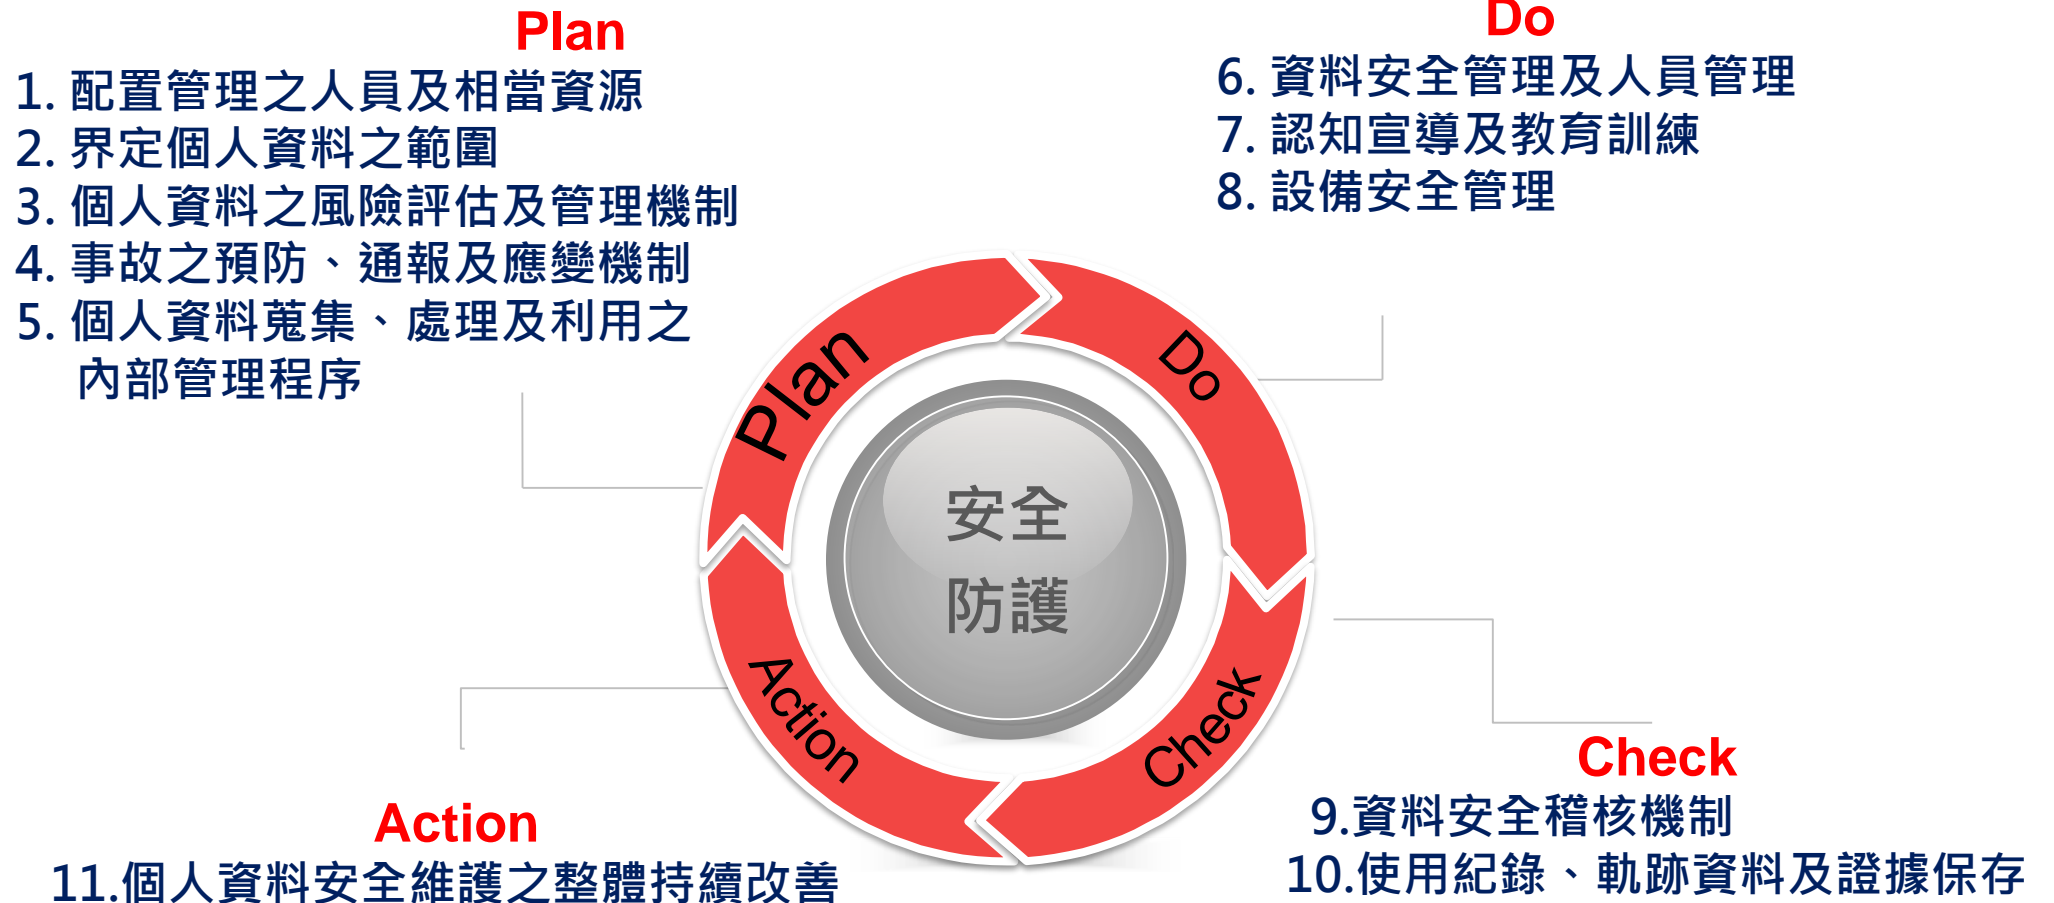 Plan
1. 配置管理之人員及相當資源
2. 界定個人資料之範圍
3. 個人資料之風險評估及管理機制
4. 事故之預防、通報及應變機制
5. 個人資料蒐集、處理及利用之
內部管理程序
Do
6. 資料安全管理及人員管理
7. 認知宣導及教育訓練
8. 設備安全管理
Plan
Do
安全
防護
Action
Check
Check
9.資料安全稽核機制
10.使用紀錄、軌跡資料及證據保存
Action
11.個人資料安全維護之整體持續改善